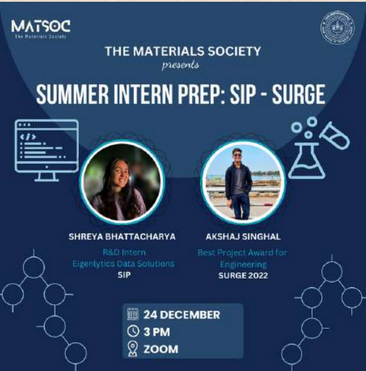 MATSOC
The Materials Society
THE MATERIALS SOCIETY
presents
SUMMER INTERN PREP: SIP - SURGE
</>
SHREYA BHATTACHARYA
R&D Intern
Eigenlytics Data Solutions
SIP
AKSHAJ SINGHAL
Best Project Award for
Engineering
SURGE 2022
24 DECEMBER
3 PM
ZOOM